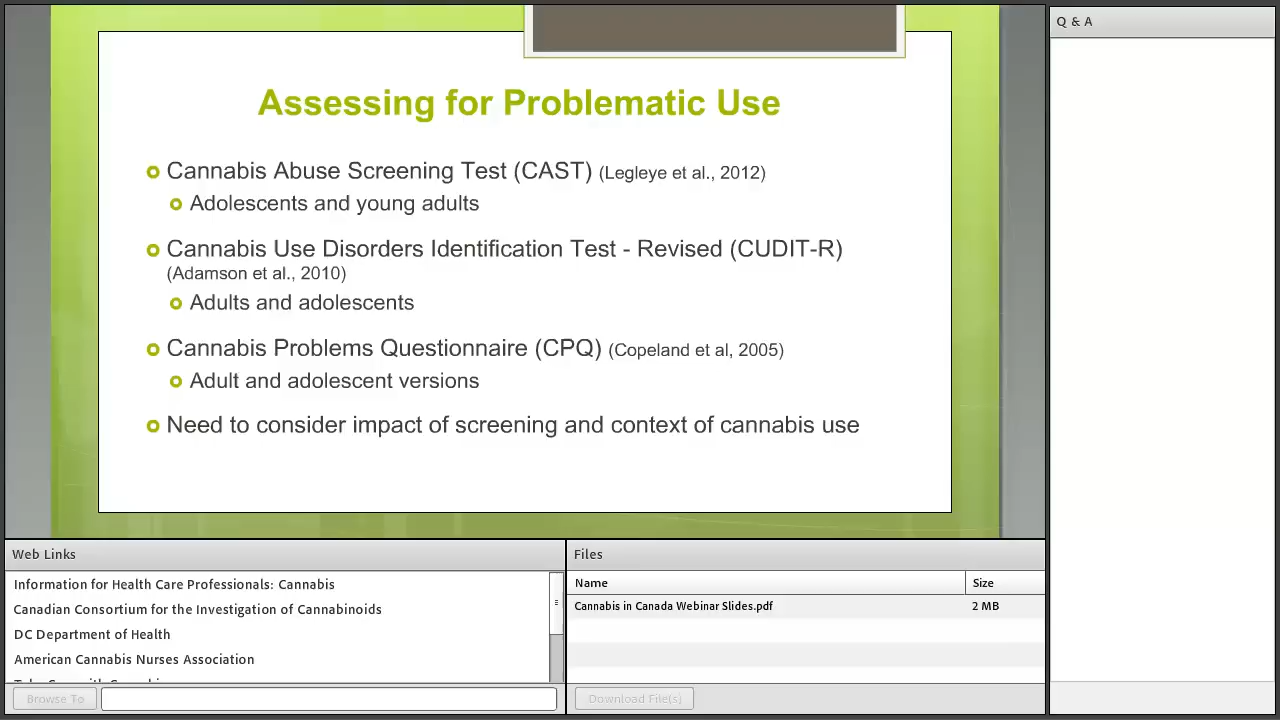 Assessing for Problematic Use
Cannabis Abuse Screening Test (CAST) (Legleye et al., 2012)
Adolescents and young adults
Cannabis Use Disorders Identification Test - Revised (CUDIT-R)
(Adamson et al., 2010)
Adults and adolescents
Cannabis Problems Questionnaire (CPQ) (Copeland et al, 2005)
Adult and adolescent versions
Need to consider impact of screening and context of cannabis use
Q & A
Web Links
Information for Health Care Professionals: Cannabis
Canadian Consortium for the Investigation of Cannabinoids
DC Department of Health
American Cannabis Nurses Association
Browse To
Files
Name Size
Cannabis in Canada Webinar Slides.pdf 2 MB
Download File(s)